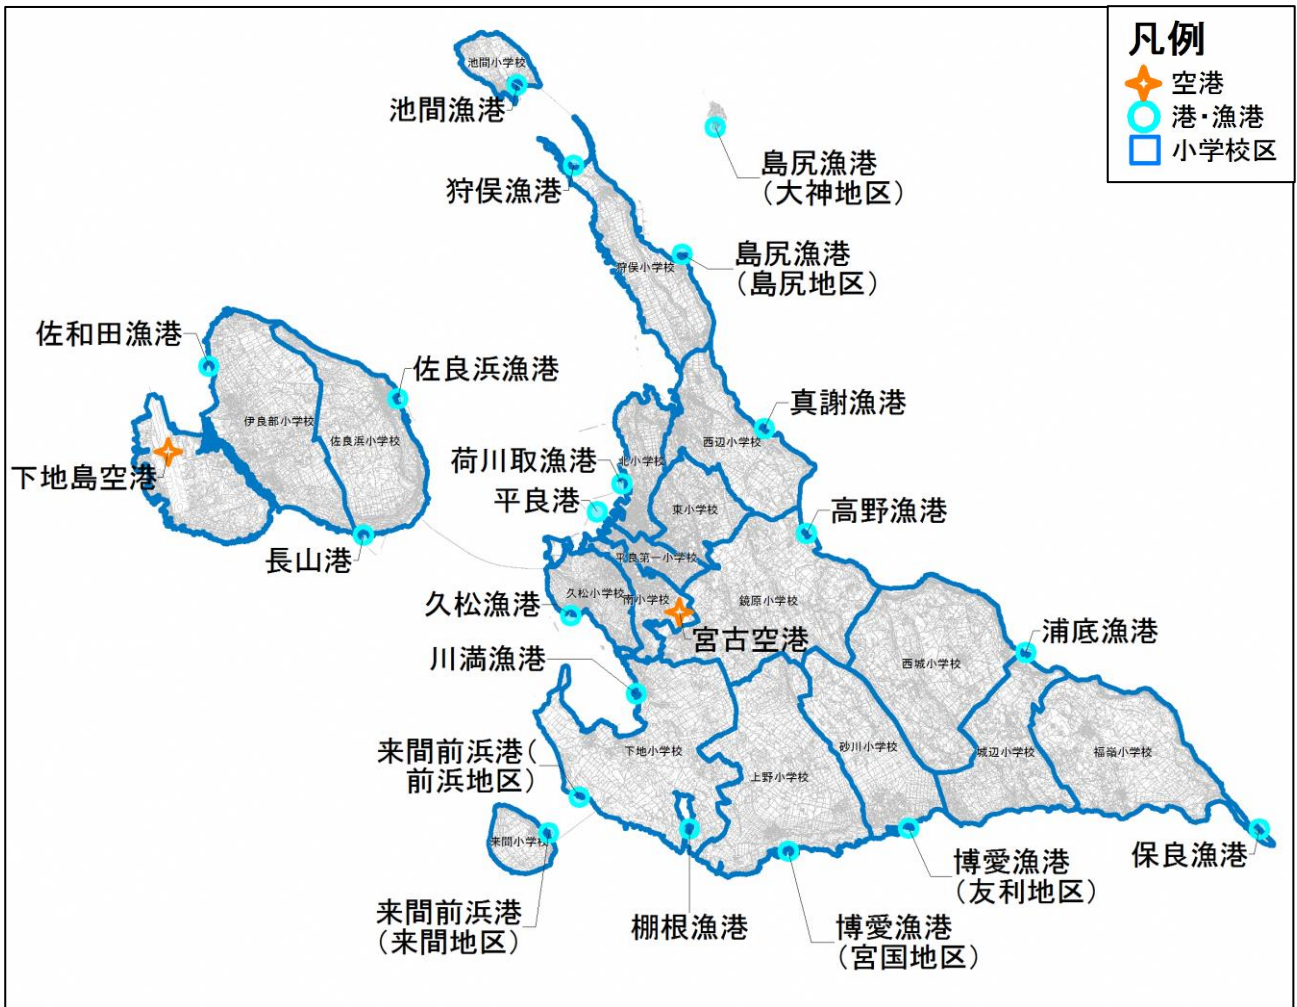 凡例
空港
港・漁港
小学校区
池間小学校
池間漁港
狩俣漁港
島尻漁港
(大神地区)
島尻漁港
(島尻地区)
狩俣小学校
佐和田漁港
佐良浜漁港
伊良部小学校
佐良浜小学校
下地島空港
長山港
真謝漁港
西辺小学校
荷川取漁港
北小学校
平良港
東小学校
高野漁港
平良第一小学校
久松小学校
南小学校
鏡原小学校
久松漁港
宮古空港
浦底漁港
川満漁港
西城小学校
下地小学校
砂川小学校
城辺小学校
福嶺小学校
上野小学校
来間前浜港(
前浜地区)
来間小学校
保良漁港
博愛漁港
(友利地区)
来間前浜港
(来間地区)
棚根漁港
博愛漁港
(宮国地区)